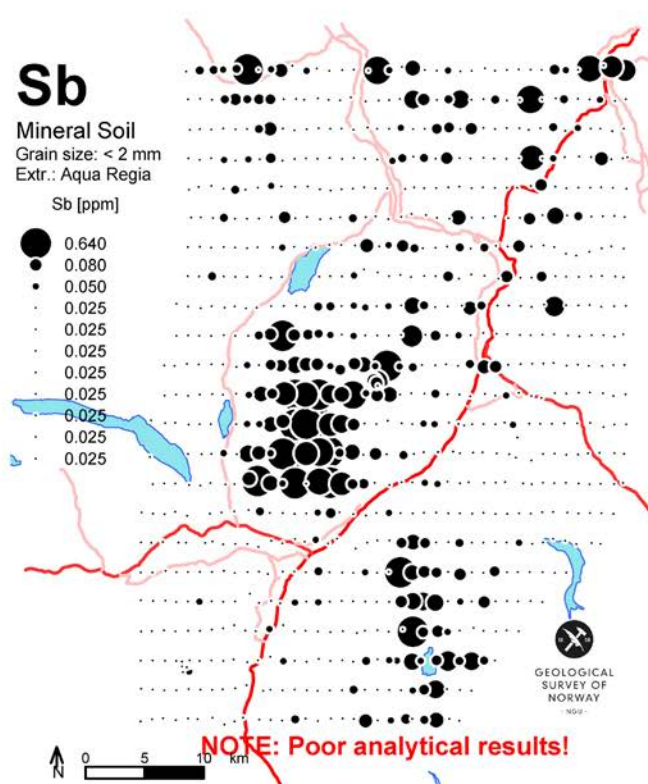 Sb
Mineral Soil
Grain size: < 2 mm
Extr.: Aqua Regia
Sb [ppm]
0.640
0.080
0.050
0.025
0.025
0.025
0.025
0.025
0.025
0.025
0.025
GEOLOGICAL
SURVEY OF
NORWAY
- NGU -
NOTE: Poor analytical results!
N
0 5 10 km